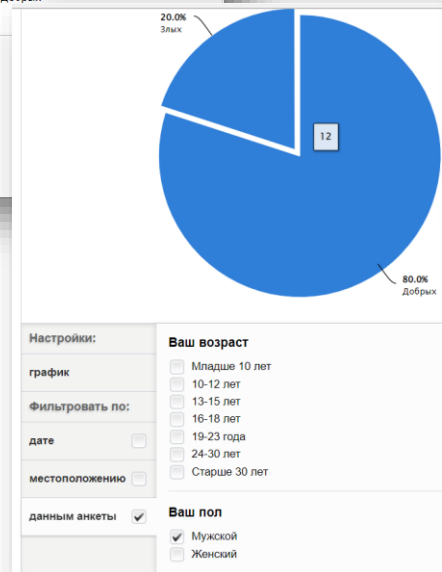 20.0%
Злых
12
80.0%
Добрых
Настройки:
график
Фильтровать по:
дате
местоположению
данным анкеты
Ваш возраст
Младше 10 лет
10-12 лет
13-15 лет
16-18 лет
19-23 года
24-30 лет
Старше 30 лет
Ваш пол
Мужской
Женский